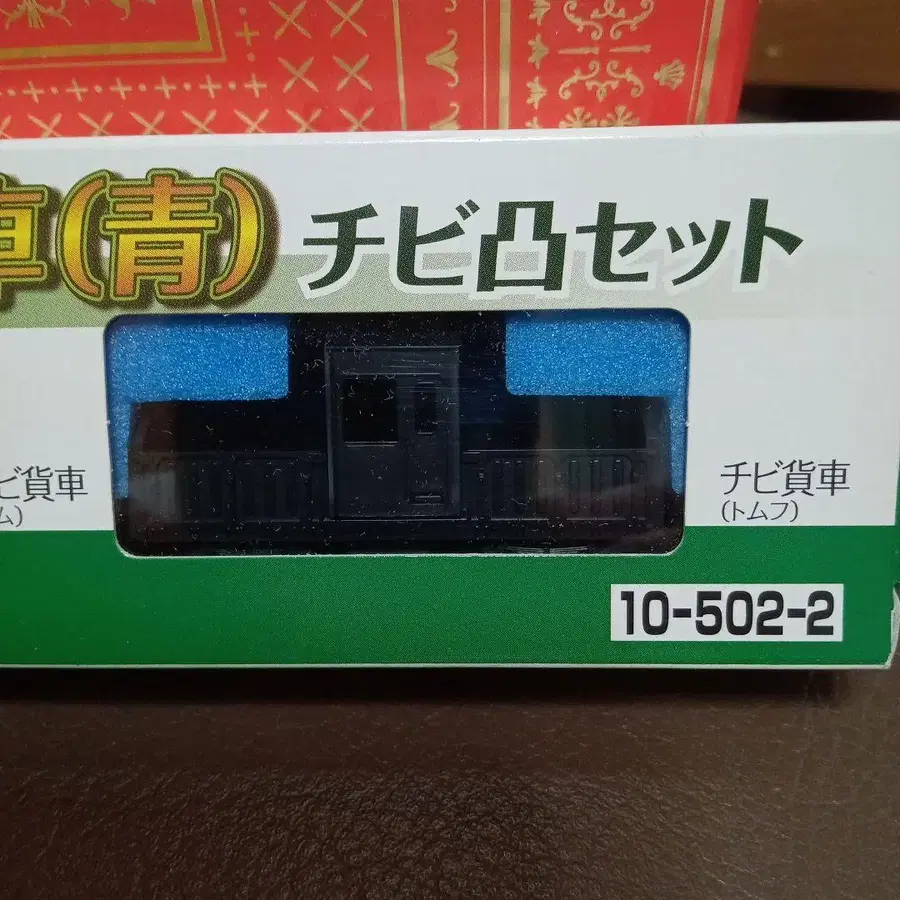 車(青) チビ凸セット
ビ貨車
ム)
チビ貨車
(トムフ)
10-502-2